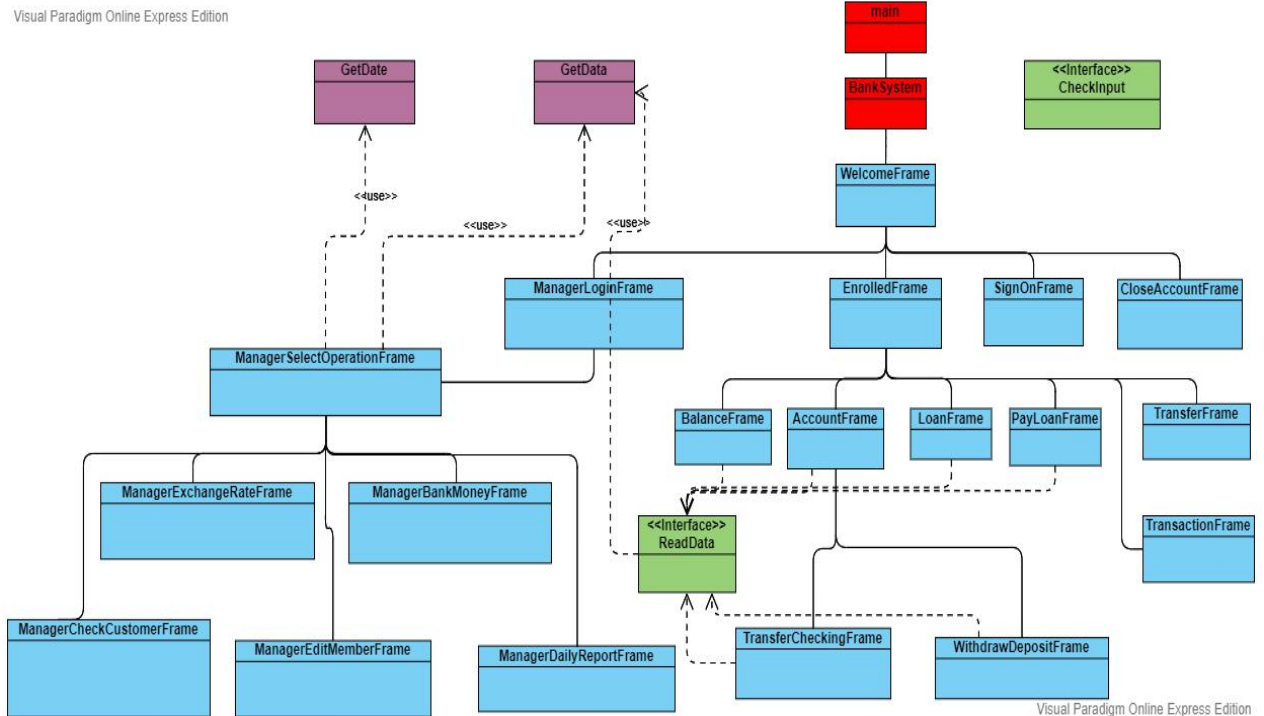 Visual Paradigm Online Express Edition
main
GetDate
GetData
<<Interface>>
CheckInput
BankSystem
WelcomeFrame
<<use>>
<<use>>
<<use>>
ManagerLoginFrame
EnrolledFrame
SignOnFrame
CloseAccountFrame
ManagerSelectOperationFrame
BalanceFrame
AccountFrame
LoanFrame
PayLoanFrame
TransferFrame
ManagerExchangeRateFrame
ManagerBankMoneyFrame
<<Interface>>
ReadData
TransactionFrame
ManagerCheckCustomerFrame
ManagerEditMemberFrame
ManagerDailyReportFrame
TransferCheckingFrame
WithdrawDepositFrame
Visual Paradigm Online Express Edition